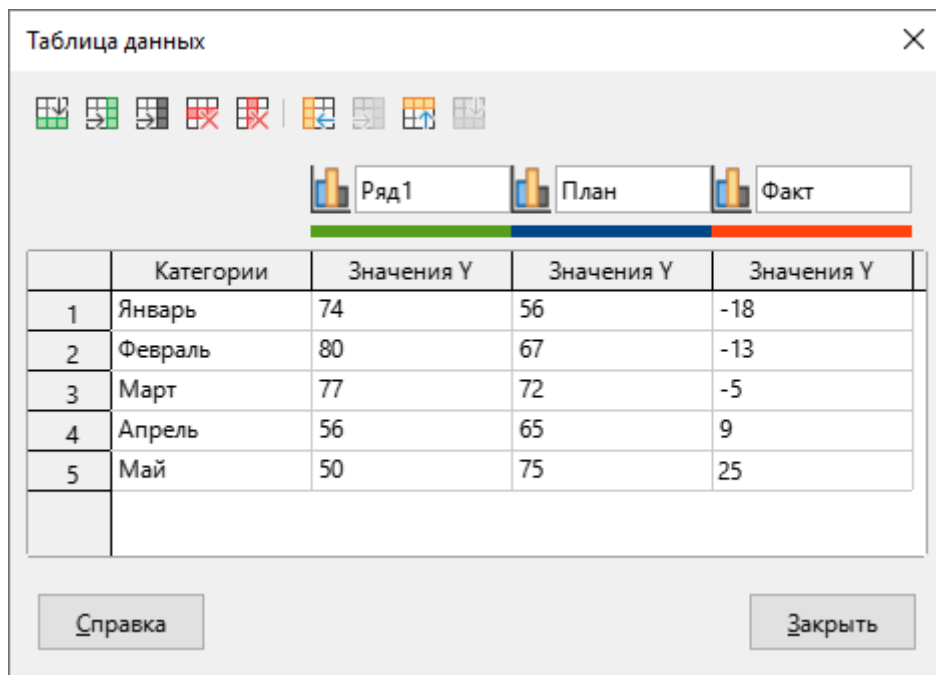 Таблица данных
Ряд1 План Факт
Категории Значения Y Значения Y Значения Y
1 Январь 74 56 -18
2 Февраль 80 67 -13
3 Март 77 72 -5
4 Апрель 56 65 9
5 Май 50 75 25
Справка Закрыть